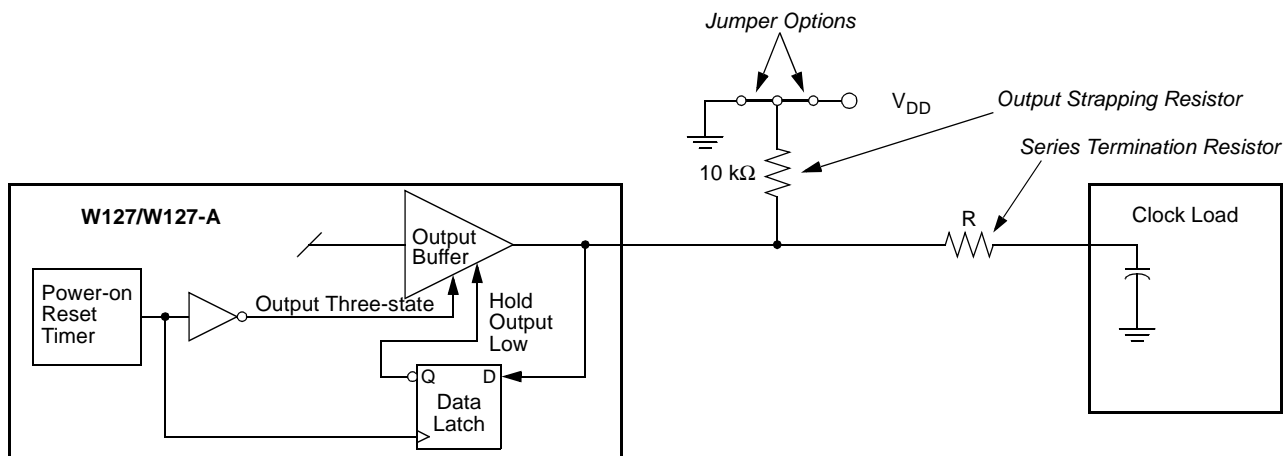 Jumper Options
V_DD
Output Strapping Resistor
Series Termination Resistor
10 kΩ
W127/W127-A
R
Clock Load
Output
Buffer
Power-on
Reset
Timer
Output Three-state
Hold
Output
Low
Q
D
Data
Latch